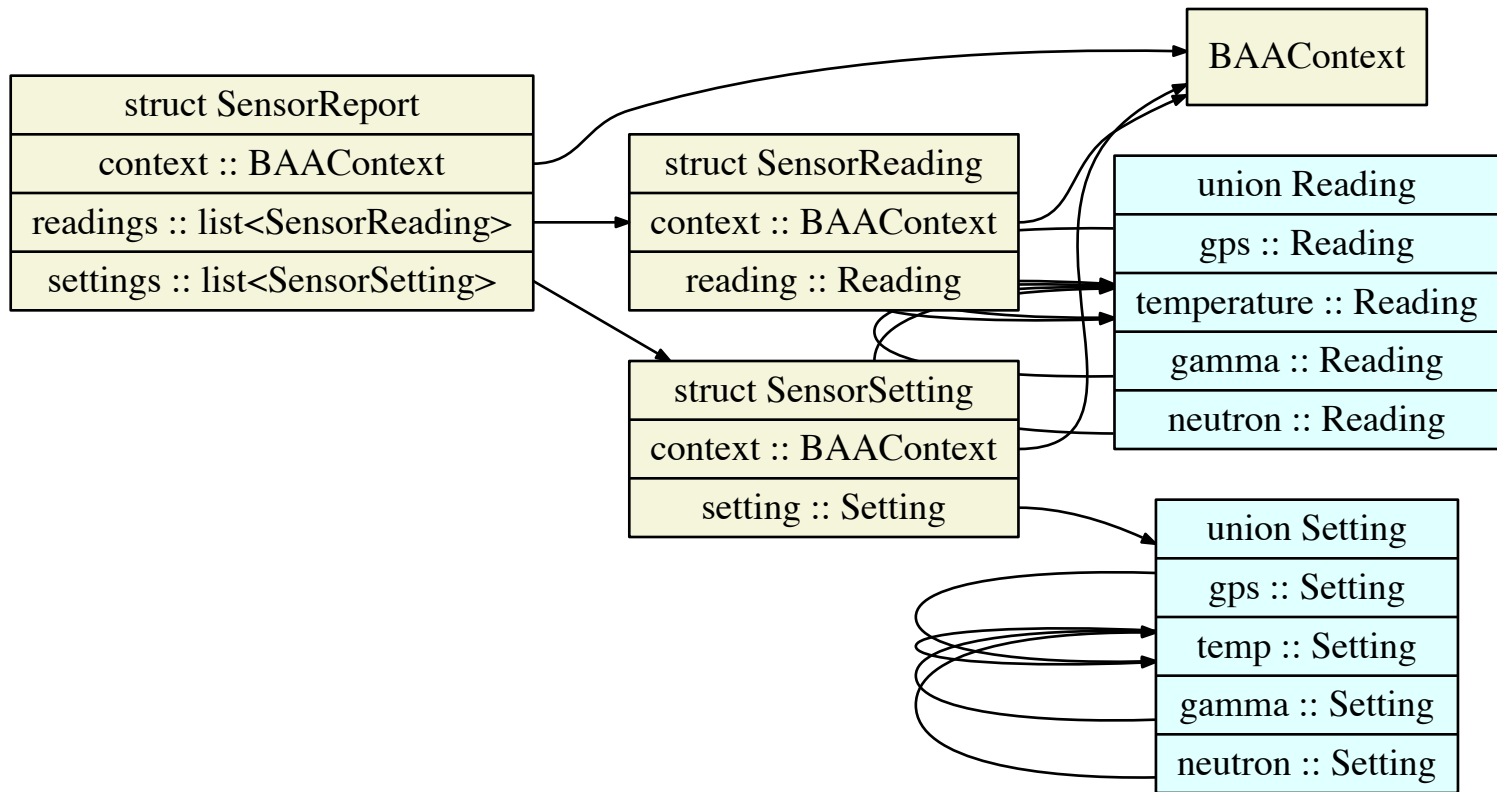 struct SensorReport
context :: BAAContext
readings :: list<SensorReading>
settings :: list<SensorSetting>
struct SensorReading
context :: BAAContext
reading :: Reading
struct SensorSetting
context :: BAAContext
setting :: Setting
BAAContext
union Reading
gps :: Reading
temperature :: Reading
gamma :: Reading
neutron :: Reading
union Setting
gps :: Setting
temp :: Setting
gamma :: Setting
neutron :: Setting